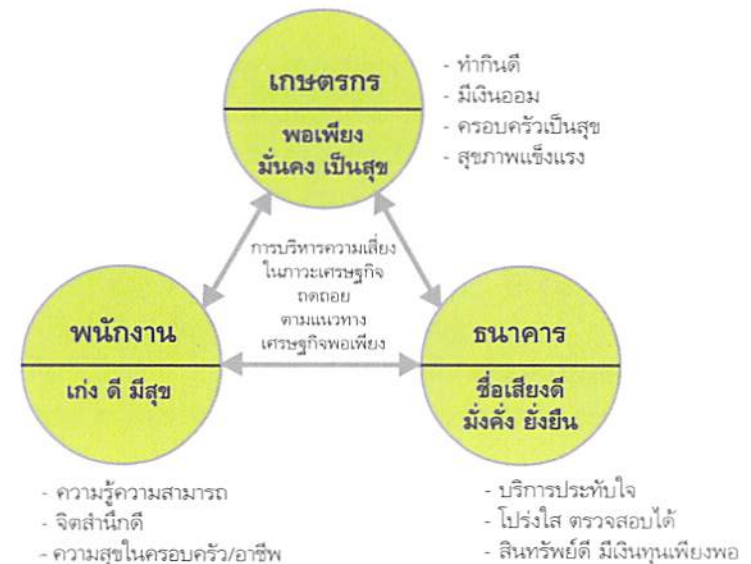 เกษตรกร
พอเพียง
มั่นคง เป็นสุข
- ทำกินดี
- มีเงินออม
- ครอบครัวเป็นสุข
- สุขภาพแข็งแรง
การบริหารความเสี่ยง
ในภาวะเศรษฐกิจ
ถดถอย
ตามแนวทาง
เศรษฐกิจพอเพียง
พนักงาน
เก่ง ดี มีสุข
ธนาคาร
ชื่อเสียงดี
มั่งคั่ง ยั่งยืน
- ความรู้ความสามารถ
- จิตสำนึกดี
- ความสุขในครอบครัว/อาชีพ
- บริการประทับใจ
- โปร่งใส ตรวจสอบได้
- สินทรัพย์ดี มีเงินทุนเพียงพอ